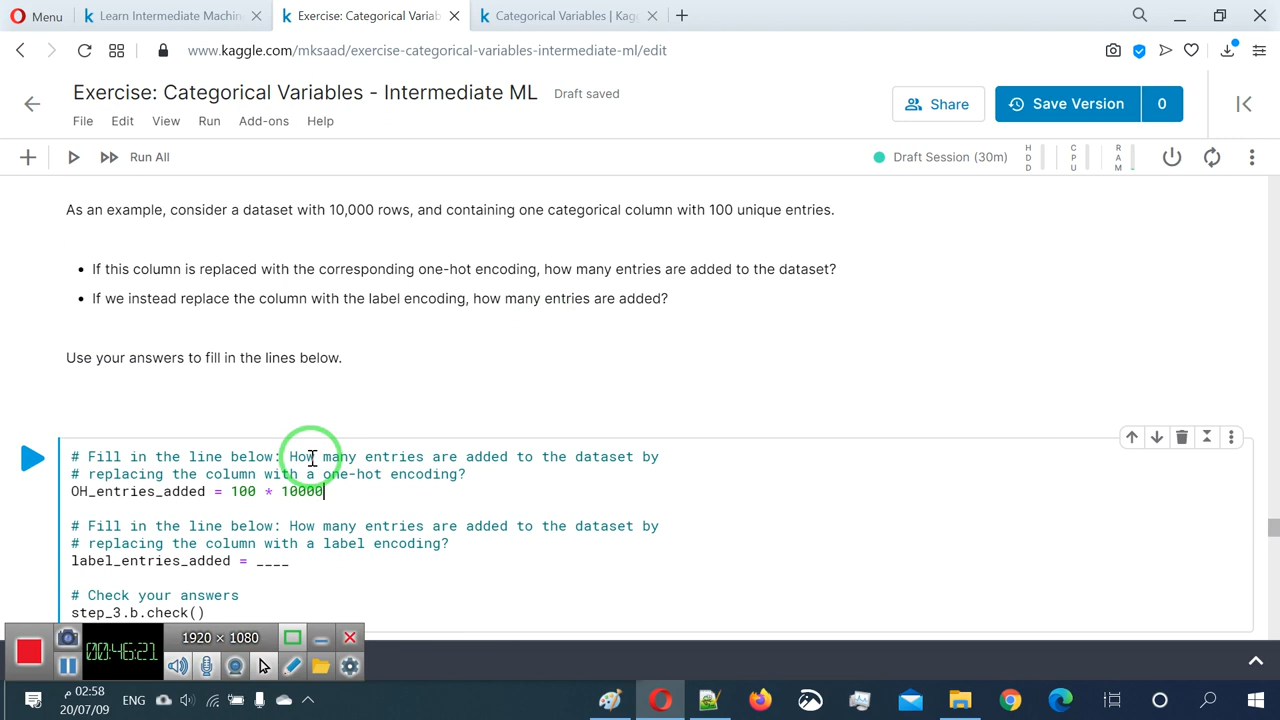 Menu
Learn Intermediate Machin
Exercise: Categorical Variab
Categorical Variables | Kagg
www.kaggle.com/mksaad/exercise-categorical-variables-intermediate-ml/edit
Exercise: Categorical Variables - Intermediate ML
Draft saved
Share
Save Version
0
File Edit View Run Add-ons Help
Run All
Draft Session (30m)
HDD
CPU
RAM
As an example, consider a dataset with 10,000 rows, and containing one categorical column with 100 unique entries.
• If this column is replaced with the corresponding one-hot encoding, how many entries are added to the dataset?
• If we instead replace the column with the label encoding, how many entries are added?
Use your answers to fill in the lines below.
# Fill in the line below: How many entries are added to the dataset by
# replacing the column with a one-hot encoding?
OH_entries_added = 100 * 10000
# Fill in the line below: How many entries are added to the dataset by
# replacing the column with a label encoding?
label_entries_added = ____
# Check your answers
step_3.b.check()
00:46:21
1920 × 1080
ENG
02:58 م
20/07/09